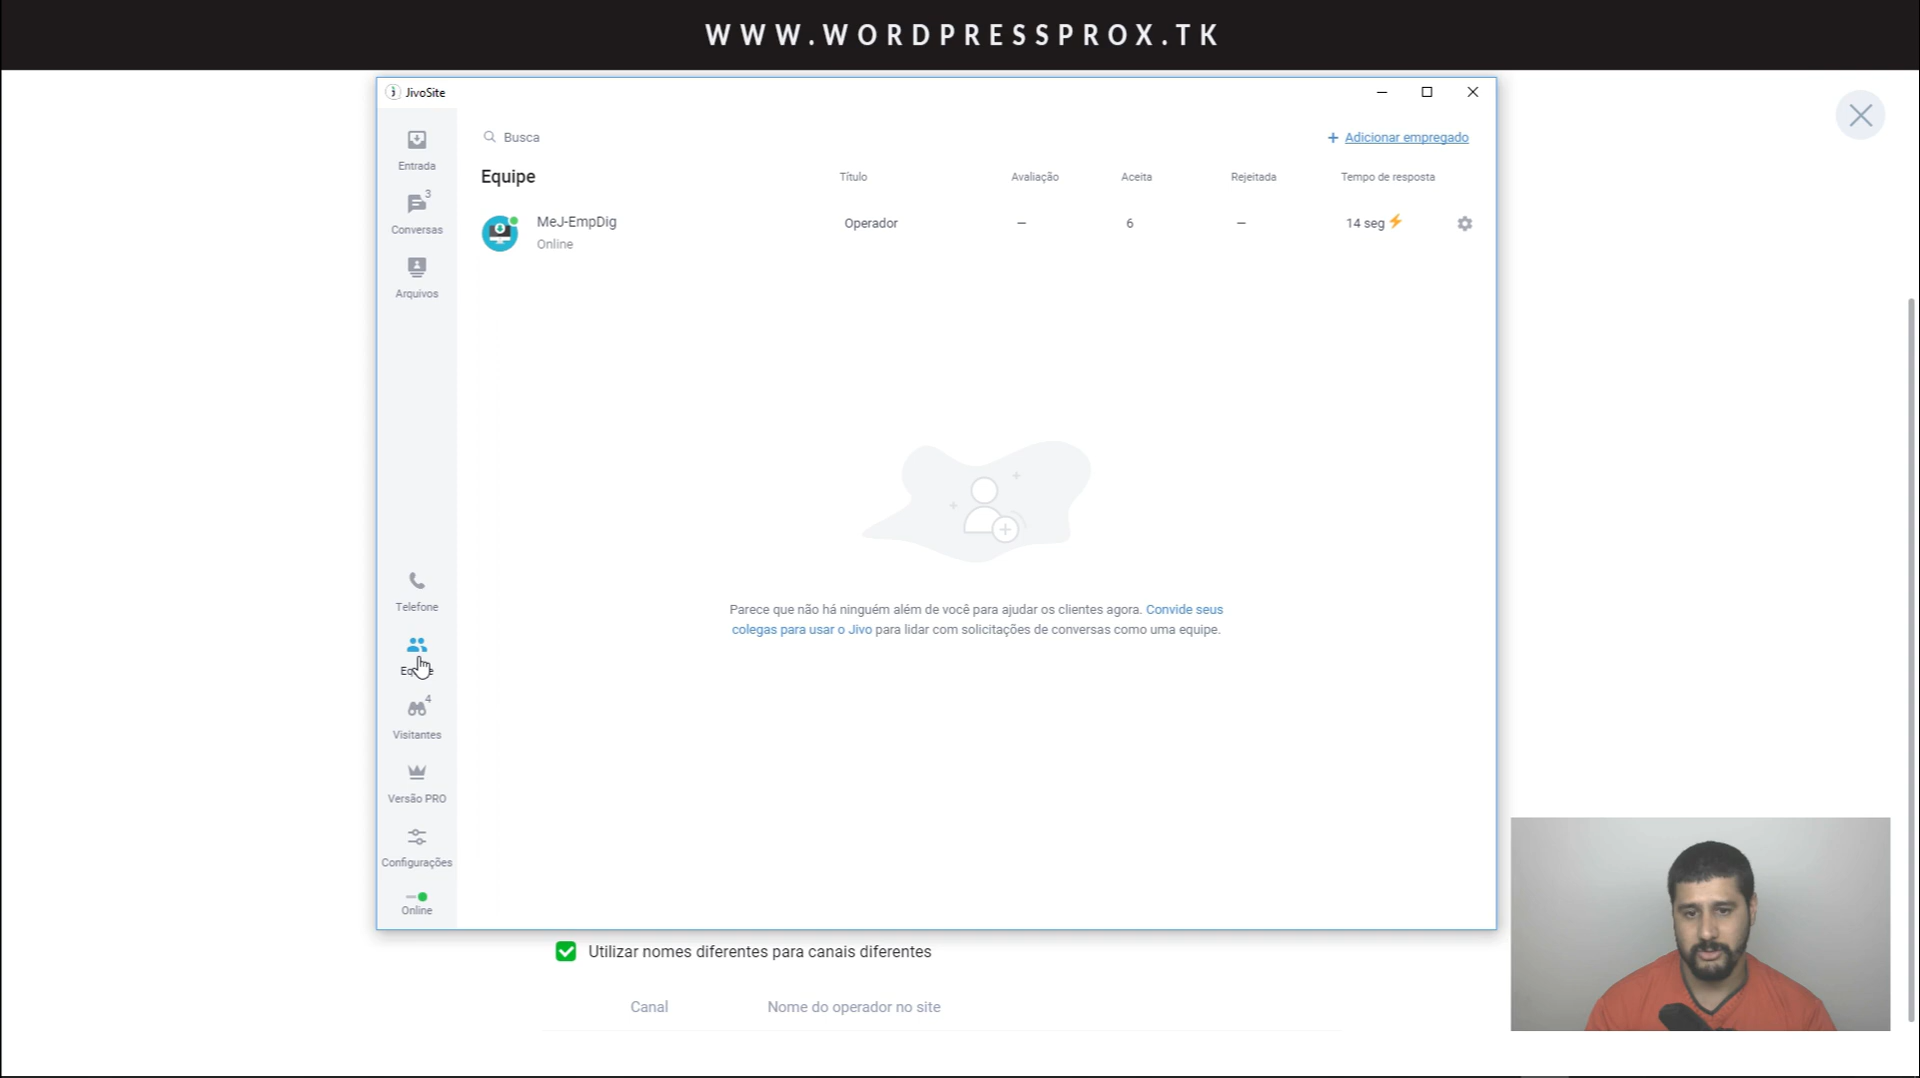 WWW.WORDPRESSPROX.TK
JivoSite
Busca
+ Adicionar empregado
Equipe
Título
Avaliação
Aceita
Rejeitada
Tempo de resposta
MeJ-EmpDig
Online
Operador
–
6
–
14 seg
Entrada
3
Conversas
Arquivos
Parece que não há ninguém além de você para ajudar os clientes agora. Convide seus
colegas para usar o Jivo para lidar com solicitações de conversas como uma equipe.
Telefone
4
Visitantes
Versão PRO
Configurações
Online
Utilizar nomes diferentes para canais diferentes
Canal
Nome do operador no site